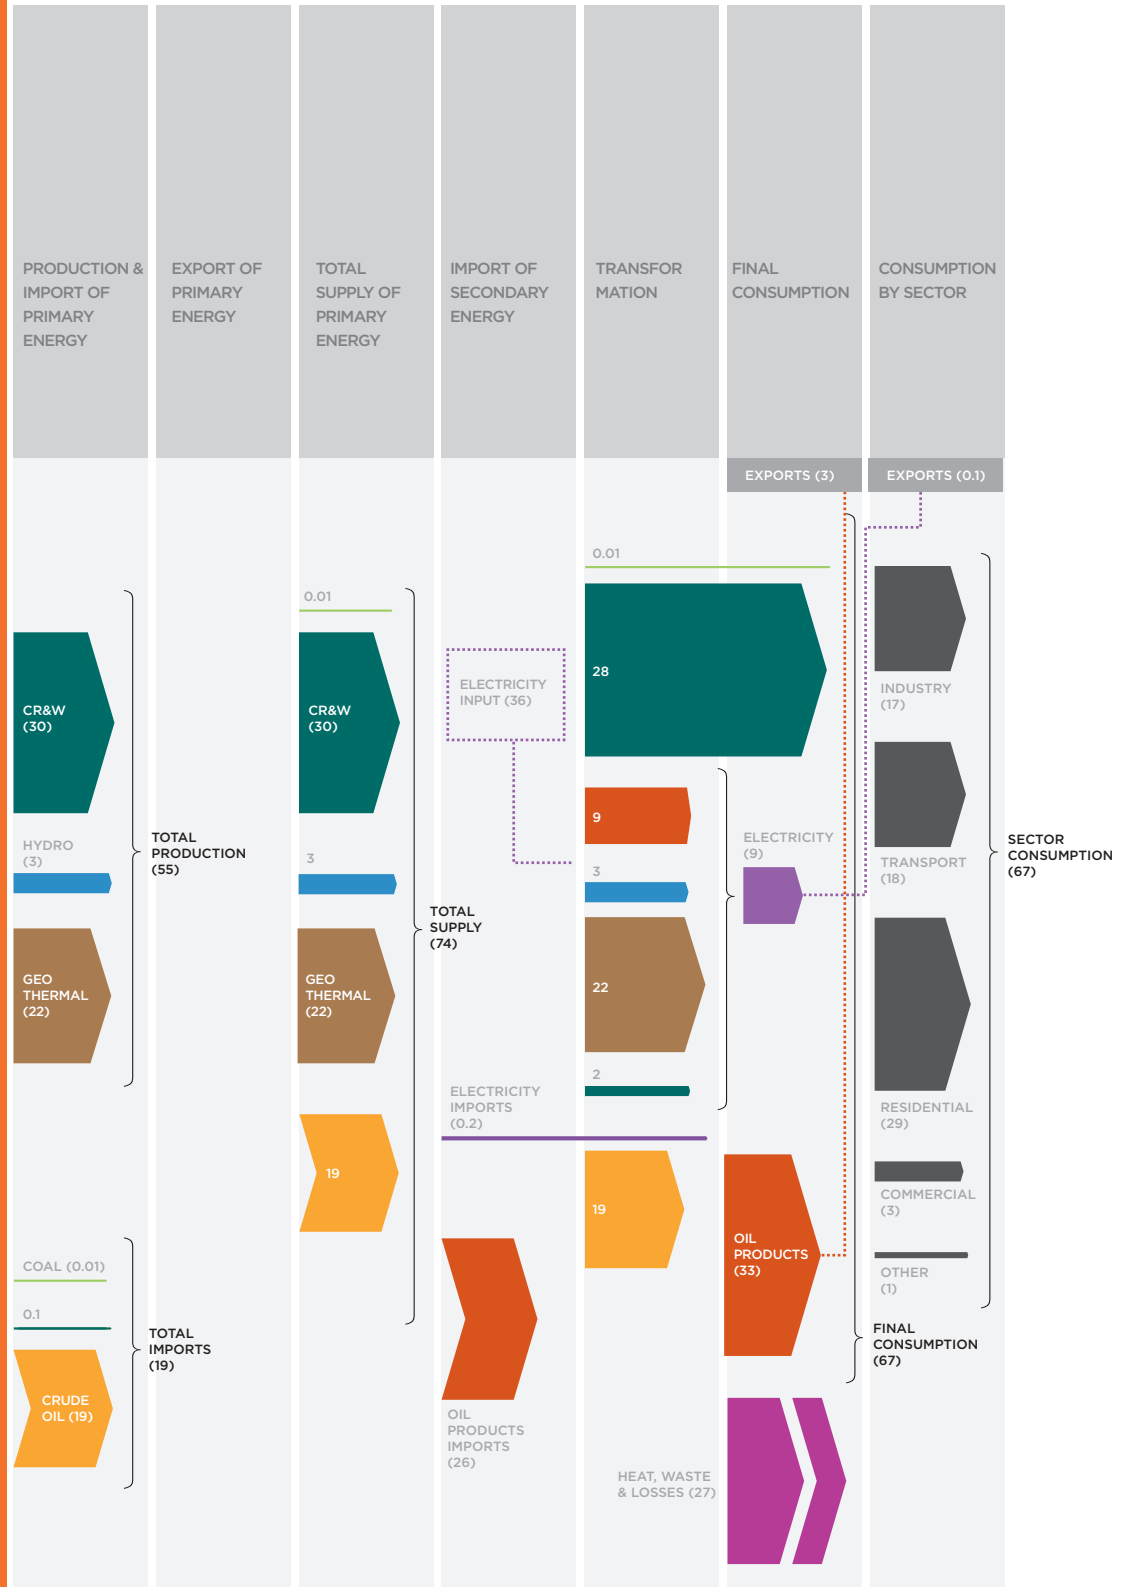 PRODUCTION &
IMPORT OF
PRIMARY
ENERGY
EXPORT OF
PRIMARY
ENERGY
TOTAL
SUPPLY OF
PRIMARY
ENERGY
IMPORT OF
SECONDARY
ENERGY
TRANSFOR
MATION
FINAL
CONSUMPTION
CONSUMPTION
BY SECTOR
EXPORTS (3)
EXPORTS (0.1)
CR&W
(30)
HYDRO
(3)
GEO
THERMAL
(22)
TOTAL
PRODUCTION
(55)
COAL (0.01)
0.1
CRUDE
OIL (19)
TOTAL
IMPORTS
(19)
0.01
CR&W
(30)
3
GEO
THERMAL
(22)
19
TOTAL
SUPPLY
(74)
ELECTRICITY
INPUT (36)
ELECTRICITY
IMPORTS
(0.2)
OIL
PRODUCTS
IMPORTS
(26)
0.01
28
9
3
22
2
19
HEAT, WASTE
& LOSSES (27)
ELECTRICITY
(9)
OIL
PRODUCTS
(33)
FINAL
CONSUMPTION
(67)
INDUSTRY
(17)
TRANSPORT
(18)
RESIDENTIAL
(29)
COMMERCIAL
(3)
OTHER
(1)
SECTOR
CONSUMPTION
(67)